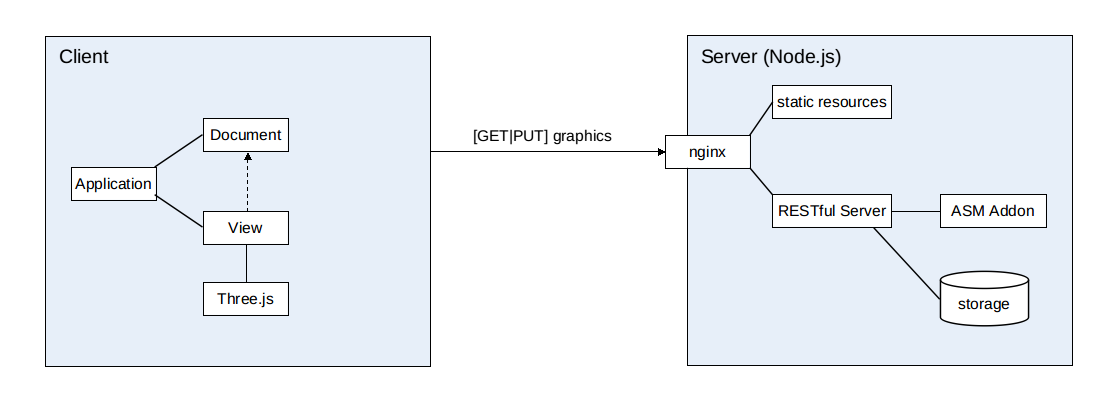 Client
Document
Application
View
Three.js
[GET|PUT] graphics
Server (Node.js)
static resources
nginx
RESTful Server
ASM Addon
storage